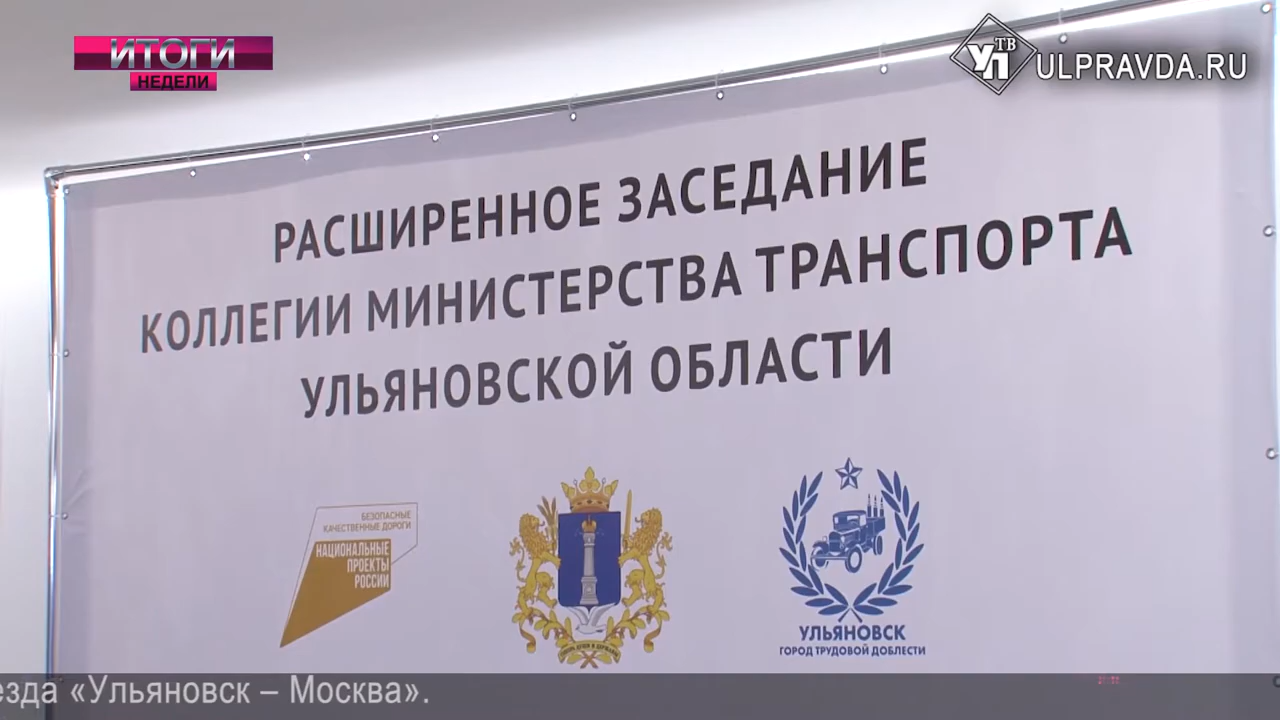 ИТОГИ
НЕДЕЛИ
УП ТВ
ULPRAVDA.RU
РАСШИРЕННОЕ ЗАСЕДАНИЕ
КОЛЛЕГИИ МИНИСТЕРСТВА ТРАНСПОРТА
УЛЬЯНОВСКОЙ ОБЛАСТИ
БЕЗОПАСНЫЕ
КАЧЕСТВЕННЫЕ ДОРОГИ
НАЦИОНАЛЬНЫЕ
ПРОЕКТЫ
РОССИИ
УЛЬЯНОВСК
ГОРОД ТРУДОВОЙ ДОБЛЕСТИ
езда «Ульяновск – Москва».